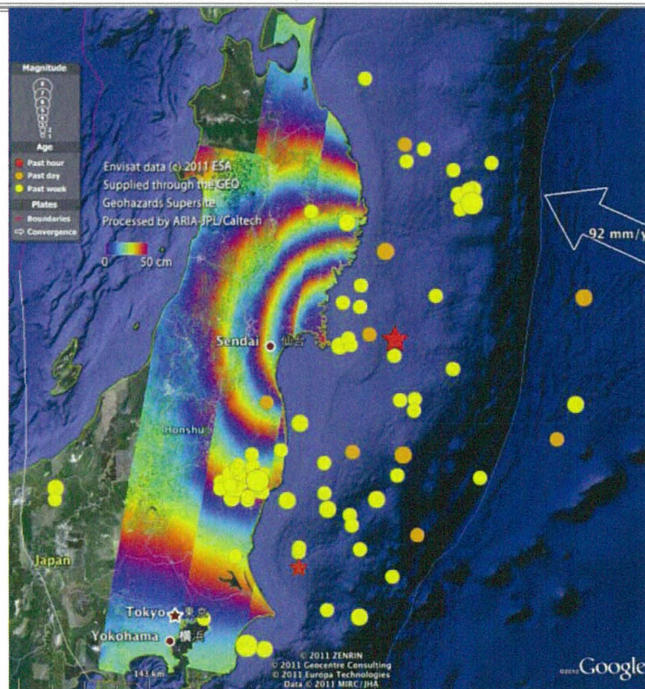 Magnitude
Age
Past hour
Past day
Past week
Plates
Boundaries
Convergence
Envisat data (c) 2011 ESA
Supplied through the GEO
Geohazards Supersite
Processed by ARIA-JPL/Caltech
0 50 cm
92 mm/y
Sendai 仙台
Honshu
Japan
Tokyo 東京
Yokohama 横浜
143 km
© 2011 ZENRIN
© 2011 Geocentre Consulting
© 2011 Europa Technologies
Data © 2011 MIRC/JHA
Google